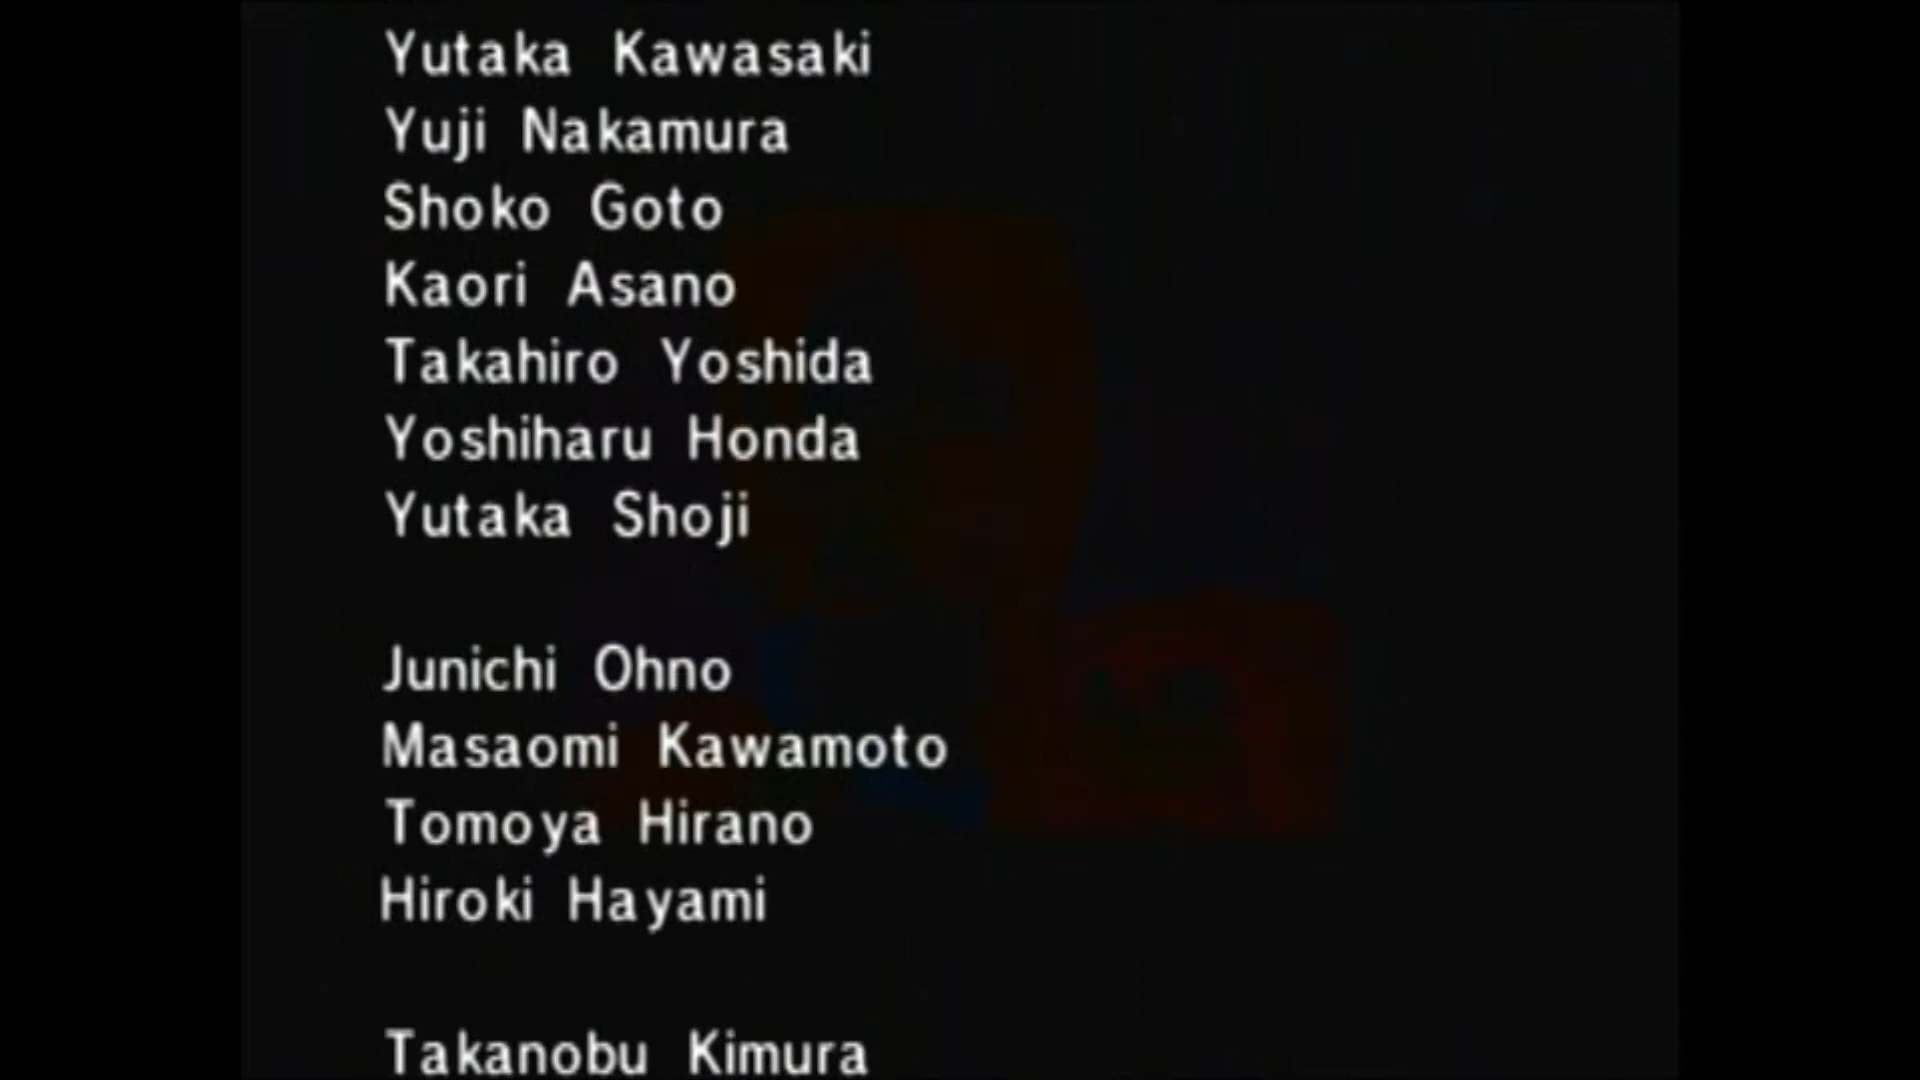 Yutaka Kawasaki
Yuji Nakamura
Shoko Goto
Kaori Asano
Takahiro Yoshida
Yoshiharu Honda
Yutaka Shoji
Junichi Ohno
Masaomi Kawamoto
Tomoya Hirano
Hiroki Hayami
Takanobu Kimura